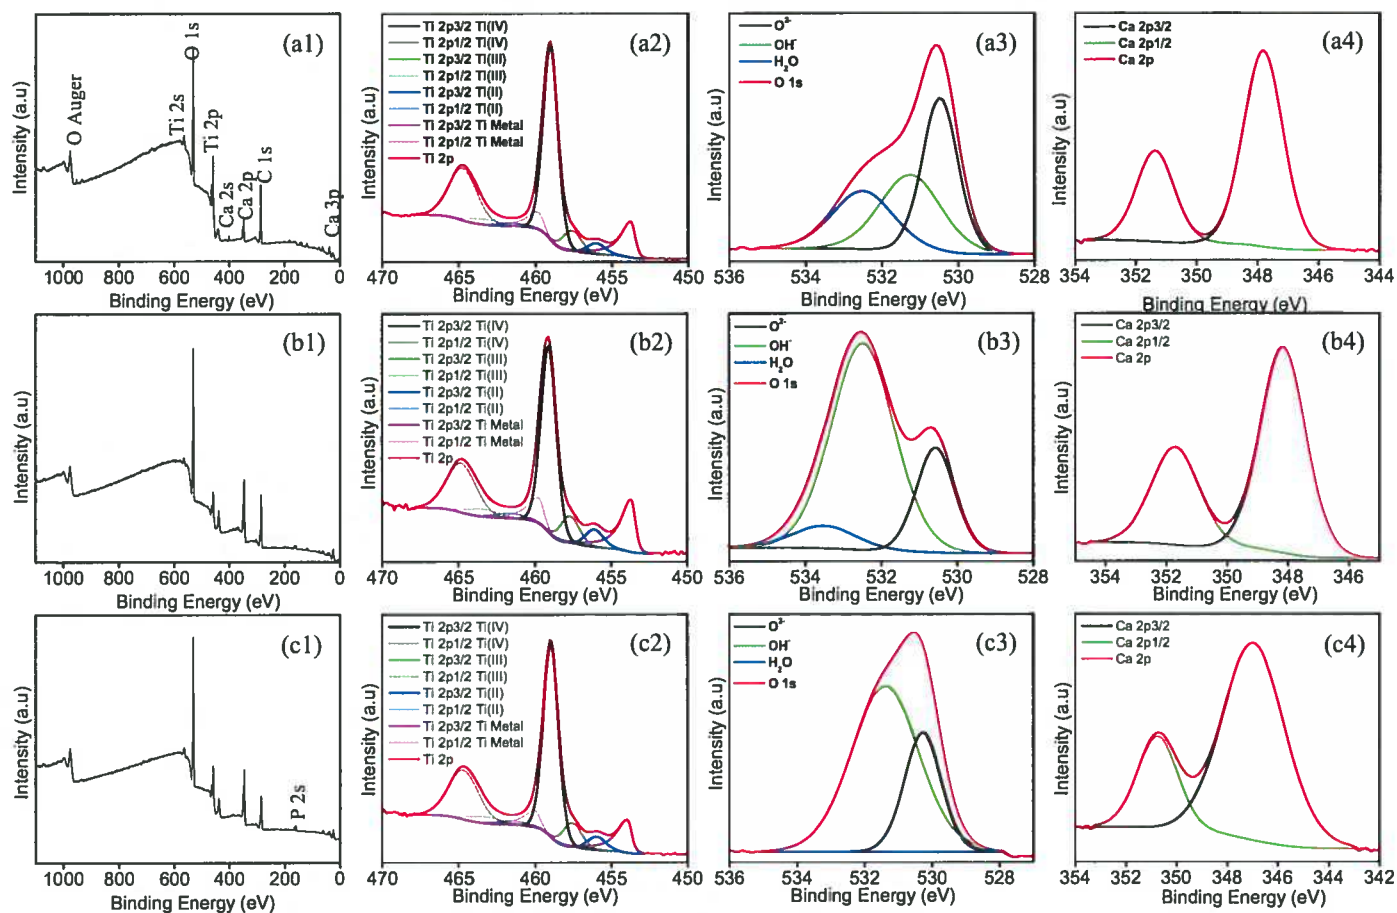 (a1)
O Auger
Ti 2s
O 1s
Ti 2p
Ca 2s
Ca 2p
C 1s
Ca 3p
Intensity (a.u)
1000 800 600 400 200 0
Binding Energy (eV)
(a2)
Ti 2p3/2 Ti(IV)
Ti 2p1/2 Ti(IV)
Ti 2p3/2 Ti(III)
Ti 2p1/2 Ti(III)
Ti 2p3/2 Ti(II)
Ti 2p1/2 Ti(II)
Ti 2p3/2 Ti Metal
Ti 2p1/2 Ti Metal
Ti 2p
Intensity (a.u)
470 465 460 455 450
Binding Energy (eV)
(a3)
O²⁻
OH⁻
H₂O
O 1s
Intensity (a.u)
536 534 532 530 528
Binding Energy (eV)
(a4)
Ca 2p3/2
Ca 2p1/2
Ca 2p
Intensity (a.u)
354 352 350 348 346 344
Binding Energy (eV)
(b1)
Intensity (a.u)
1000 800 600 400 200 0
Binding Energy (eV)
(b2)
Ti 2p3/2 Ti(IV)
Ti 2p1/2 Ti(IV)
Ti 2p3/2 Ti(III)
Ti 2p1/2 Ti(III)
Ti 2p3/2 Ti(II)
Ti 2p1/2 Ti(II)
Ti 2p3/2 Ti Metal
Ti 2p1/2 Ti Metal
Ti 2p
Intensity (a.u)
470 465 460 455 450
Binding Energy (eV)
(b3)
O²⁻
OH⁻
H₂O
O 1s
Intensity (a.u)
536 534 532 530 528
Binding Energy (eV)
(b4)
Ca 2p3/2
Ca 2p1/2
Ca 2p
Intensity (a.u)
354 352 350 348 346
Binding Energy (eV)
(c1)
P 2s
Intensity (a.u)
1000 800 600 400 200 0
Binding Energy (eV)
(c2)
Ti 2p3/2 Ti(IV)
Ti 2p1/2 Ti(IV)
Ti 2p3/2 Ti(III)
Ti 2p1/2 Ti(III)
Ti 2p3/2 Ti(II)
Ti 2p1/2 Ti(II)
Ti 2p3/2 Ti Metal
Ti 2p1/2 Ti Metal
Ti 2p
Intensity (a.u)
470 465 460 455 450
Binding Energy (eV)
(c3)
O²⁻
OH⁻
H₂O
O 1s
Intensity (a.u)
536 534 532 530 528
Binding Energy (eV)
(c4)
Ca 2p3/2
Ca 2p1/2
Ca 2p
Intensity (a.u)
354 352 350 348 346 344 342
Binding Energy (eV)